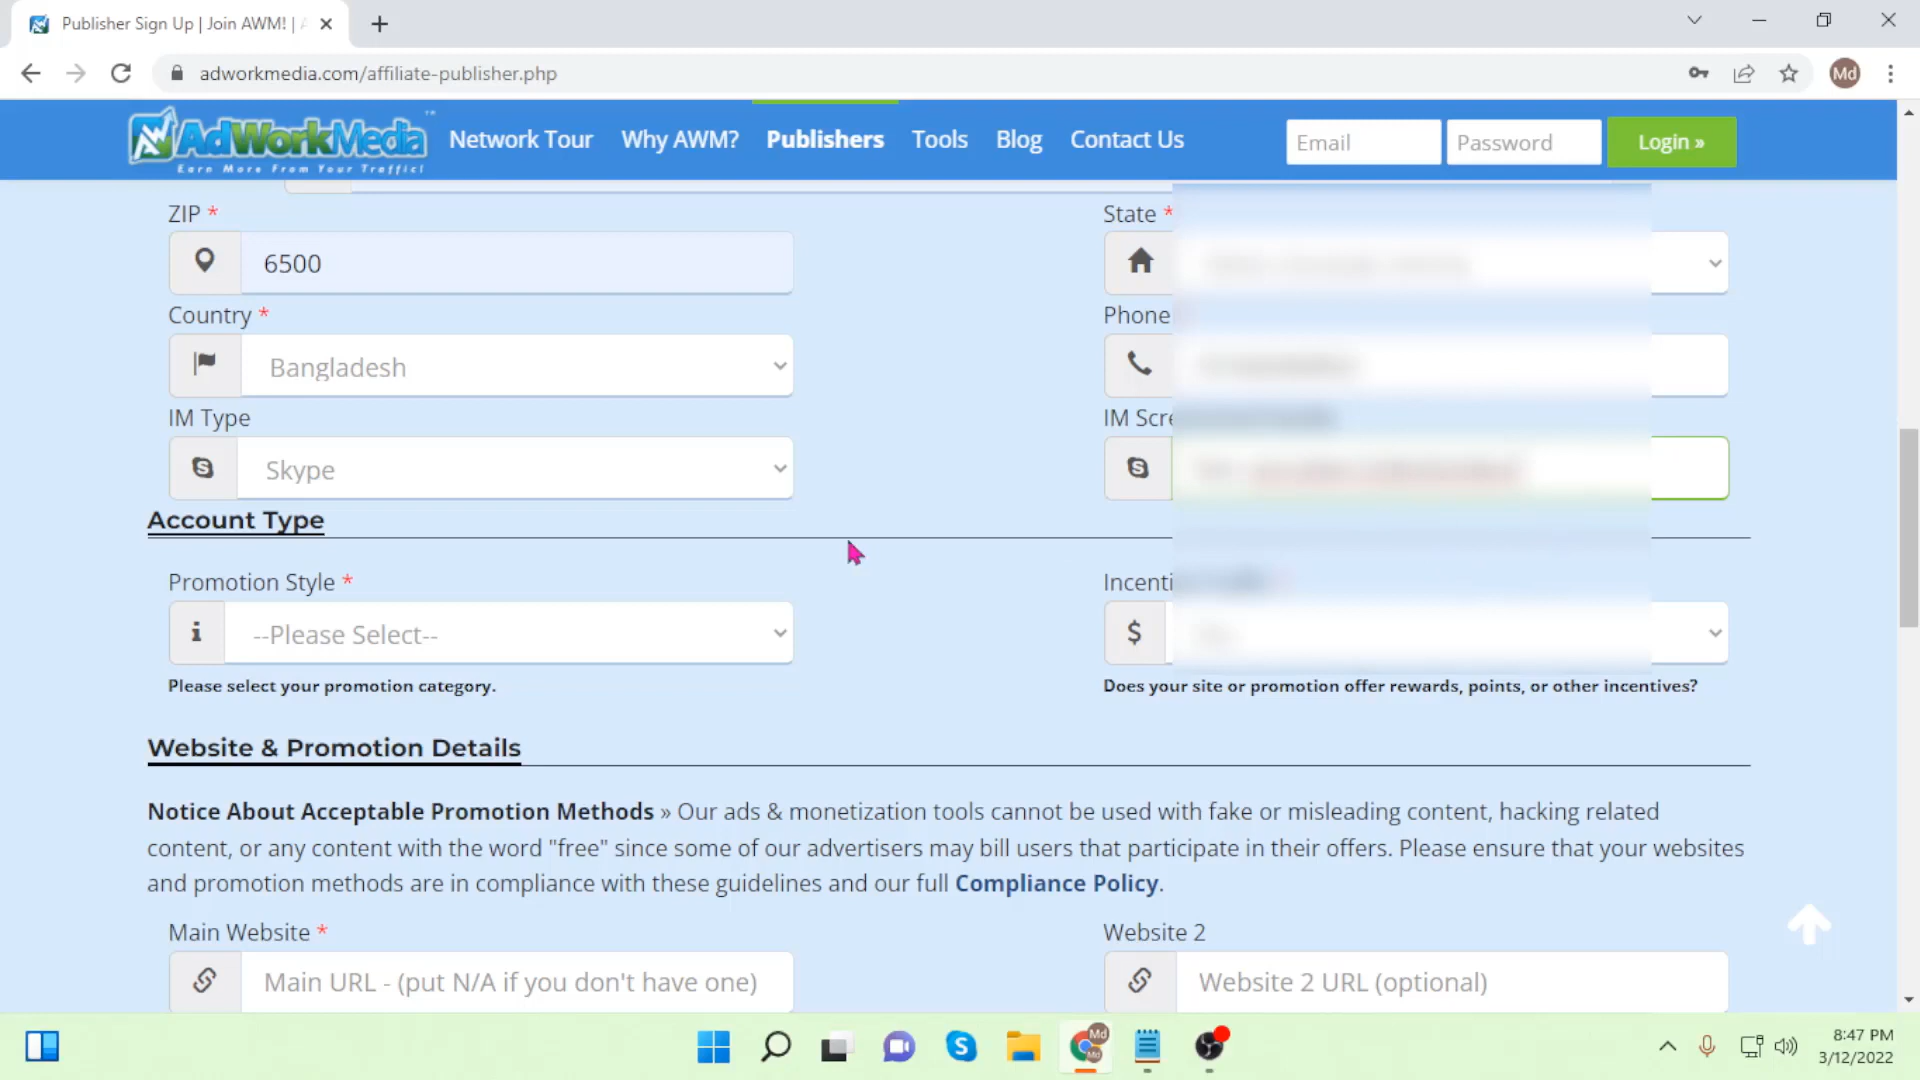 Publisher Sign Up | Join AWM! |
adworkmedia.com/affiliate-publisher.php
Md
AdWorkMedia™
Earn More From Your Traffic!
Network Tour
Why AWM?
Publishers
Tools
Blog
Contact Us
Email
Password
Login »
ZIP *
State *
6500
Country *
Phone
Bangladesh
IM Type
IM
Skype
Account Type
Promotion Style *
--Please Select--
$
Please select your promotion category.
Does your site or promotion offer rewards, points, or other incentives?
Website & Promotion Details
Notice About Acceptable Promotion Methods » Our ads & monetization tools cannot be used with fake or misleading content, hacking related
content, or any content with the word "free" since some of our advertisers may bill users that participate in their offers. Please ensure that your websites
and promotion methods are in compliance with these guidelines and our full Compliance Policy.
Main Website *
Website 2
Main URL - (put N/A if you don't have one)
Website 2 URL (optional)
Md
Md
8:47 PM
3/12/2022